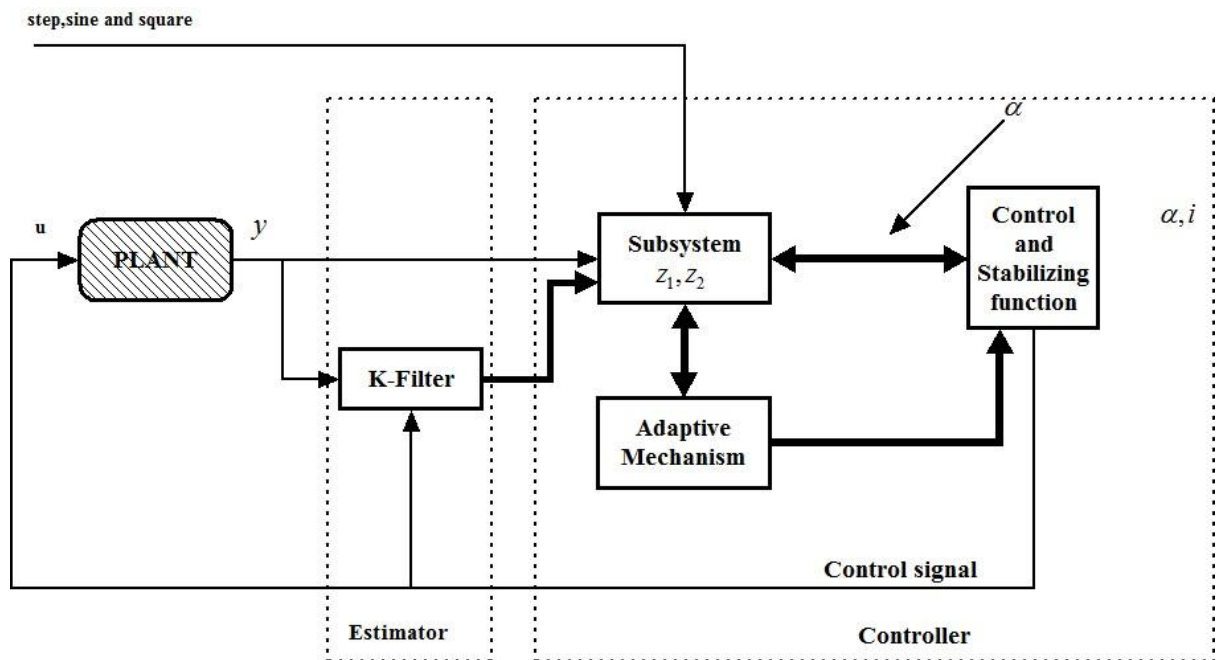 step,sine and square
α
u
PLANT
y
Subsystem
z₁,z₂
Control
and
Stabilizing
function
α,i
K-Filter
Adaptive
Mechanism
Control signal
Estimator
Controller